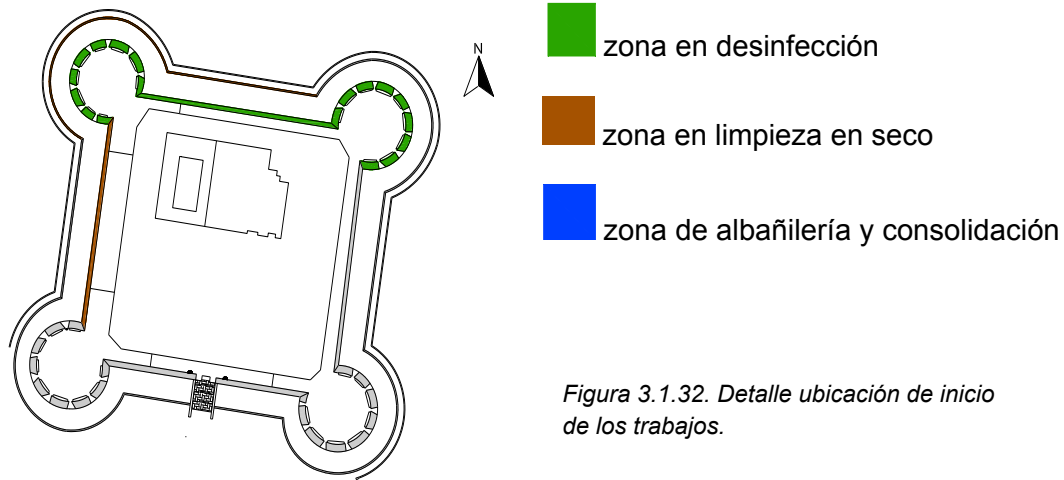 N
zona en desinfección
zona en limpieza en seco
zona de albañilería y consolidación
Figura 3.1.32. Detalle ubicación de inicio
de los trabajos.